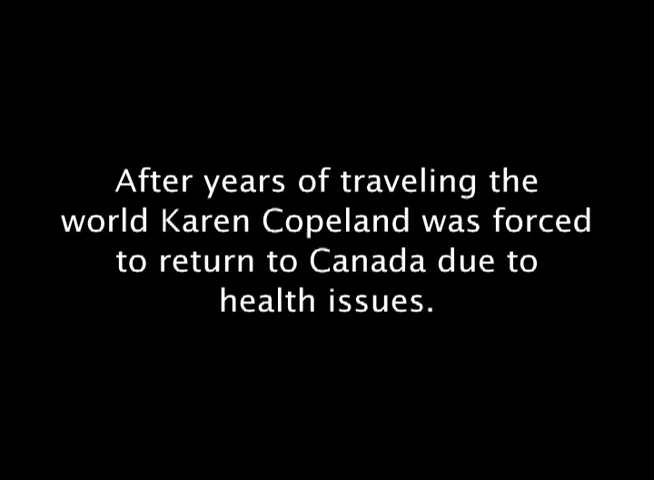 After years of traveling the
world Karen Copeland was forced
to return to Canada due to
health issues.